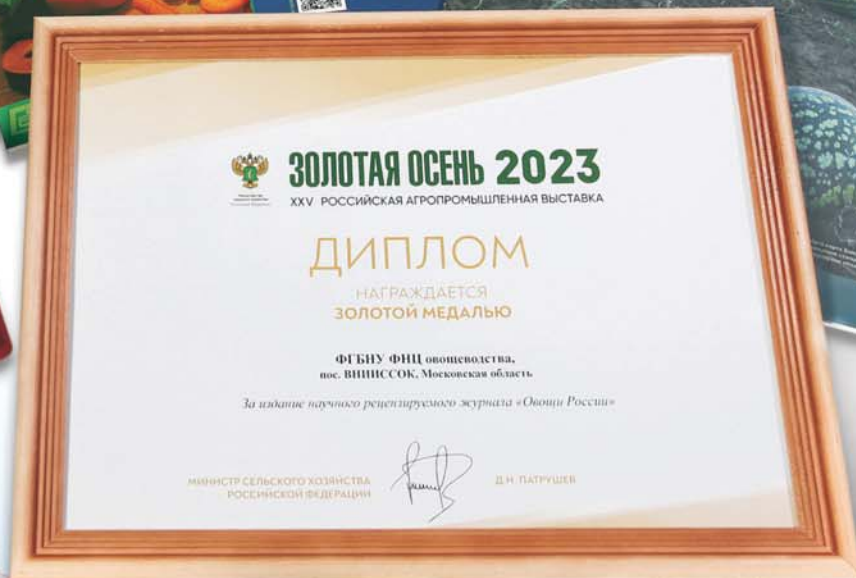 ЗОЛОТАЯ ОСЕНЬ 2023
XXV РОССИЙСКАЯ АГРОПРОМЫШЛЕННАЯ ВЫСТАВКА
ДИПЛОМ
НАГРАЖДАЕТСЯ
ЗОЛОТОЙ МЕДАЛЬЮ
ФГБНУ ФНЦ овощеводства,
пос. ВНИИССОК, Московская область
За издание научного рецензируемого журнала «Овощи России»
МИНИСТР СЕЛЬСКОГО ХОЗЯЙСТВА
РОССИЙСКОЙ ФЕДЕРАЦИИ
Д.Н. ПАТРУШЕВ